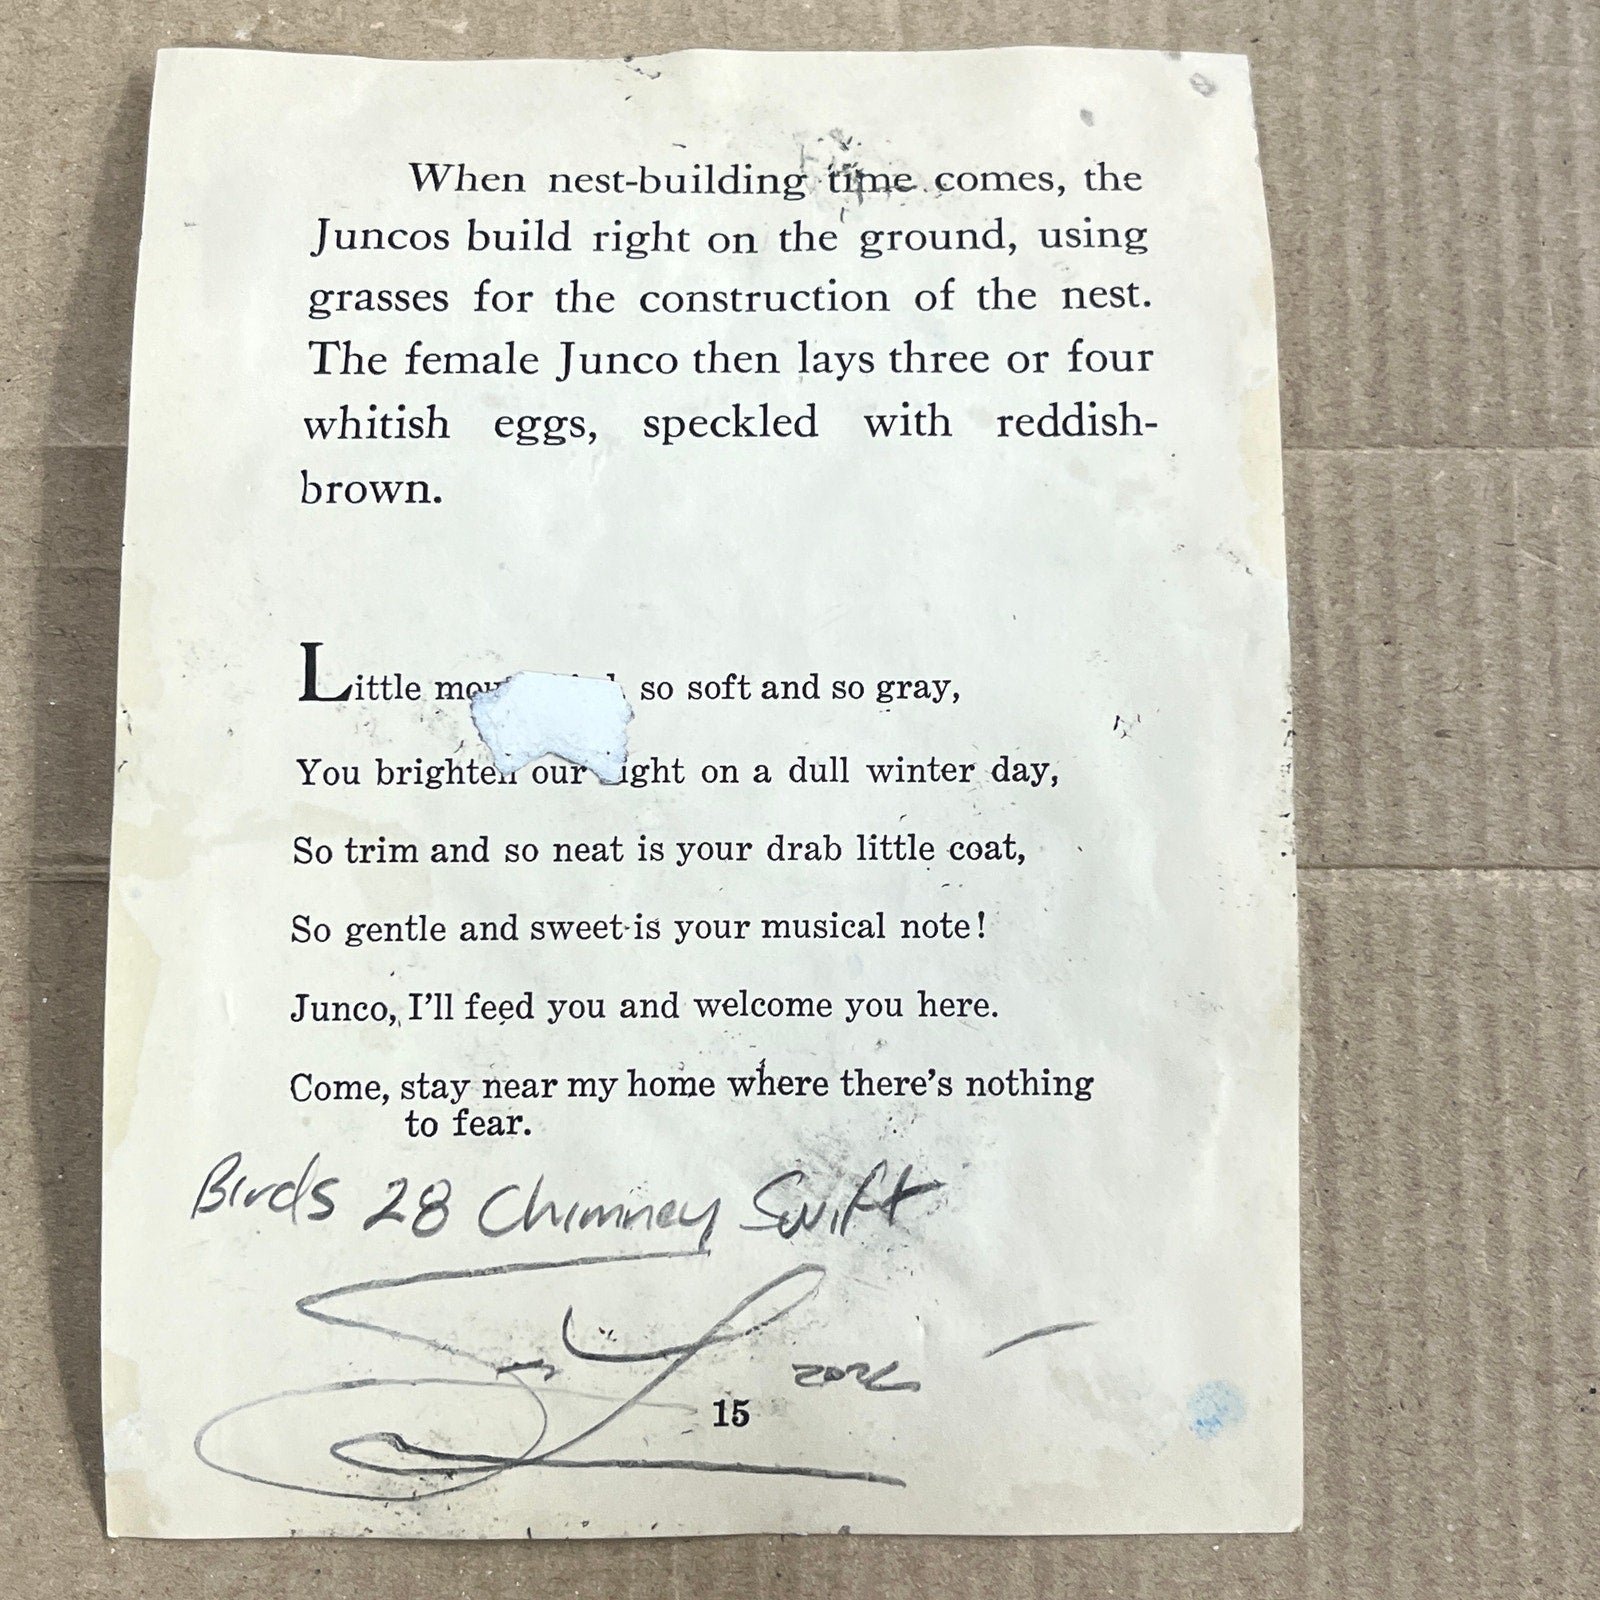 When nest-building time comes, the
Juncos build right on the ground, using
grasses for the construction of the nest.
The female Junco then lays three or four
whitish eggs, speckled with reddish-
brown.
Little so soft and so gray,
You brighten our on a dull winter day,
So trim and so neat is your drab little coat,
So gentle and sweet is your musical note!
Junco, I'll feed you and welcome you here.
Come, stay near my home where there's nothing
to fear.
Birds 28 Chimney Swift
15